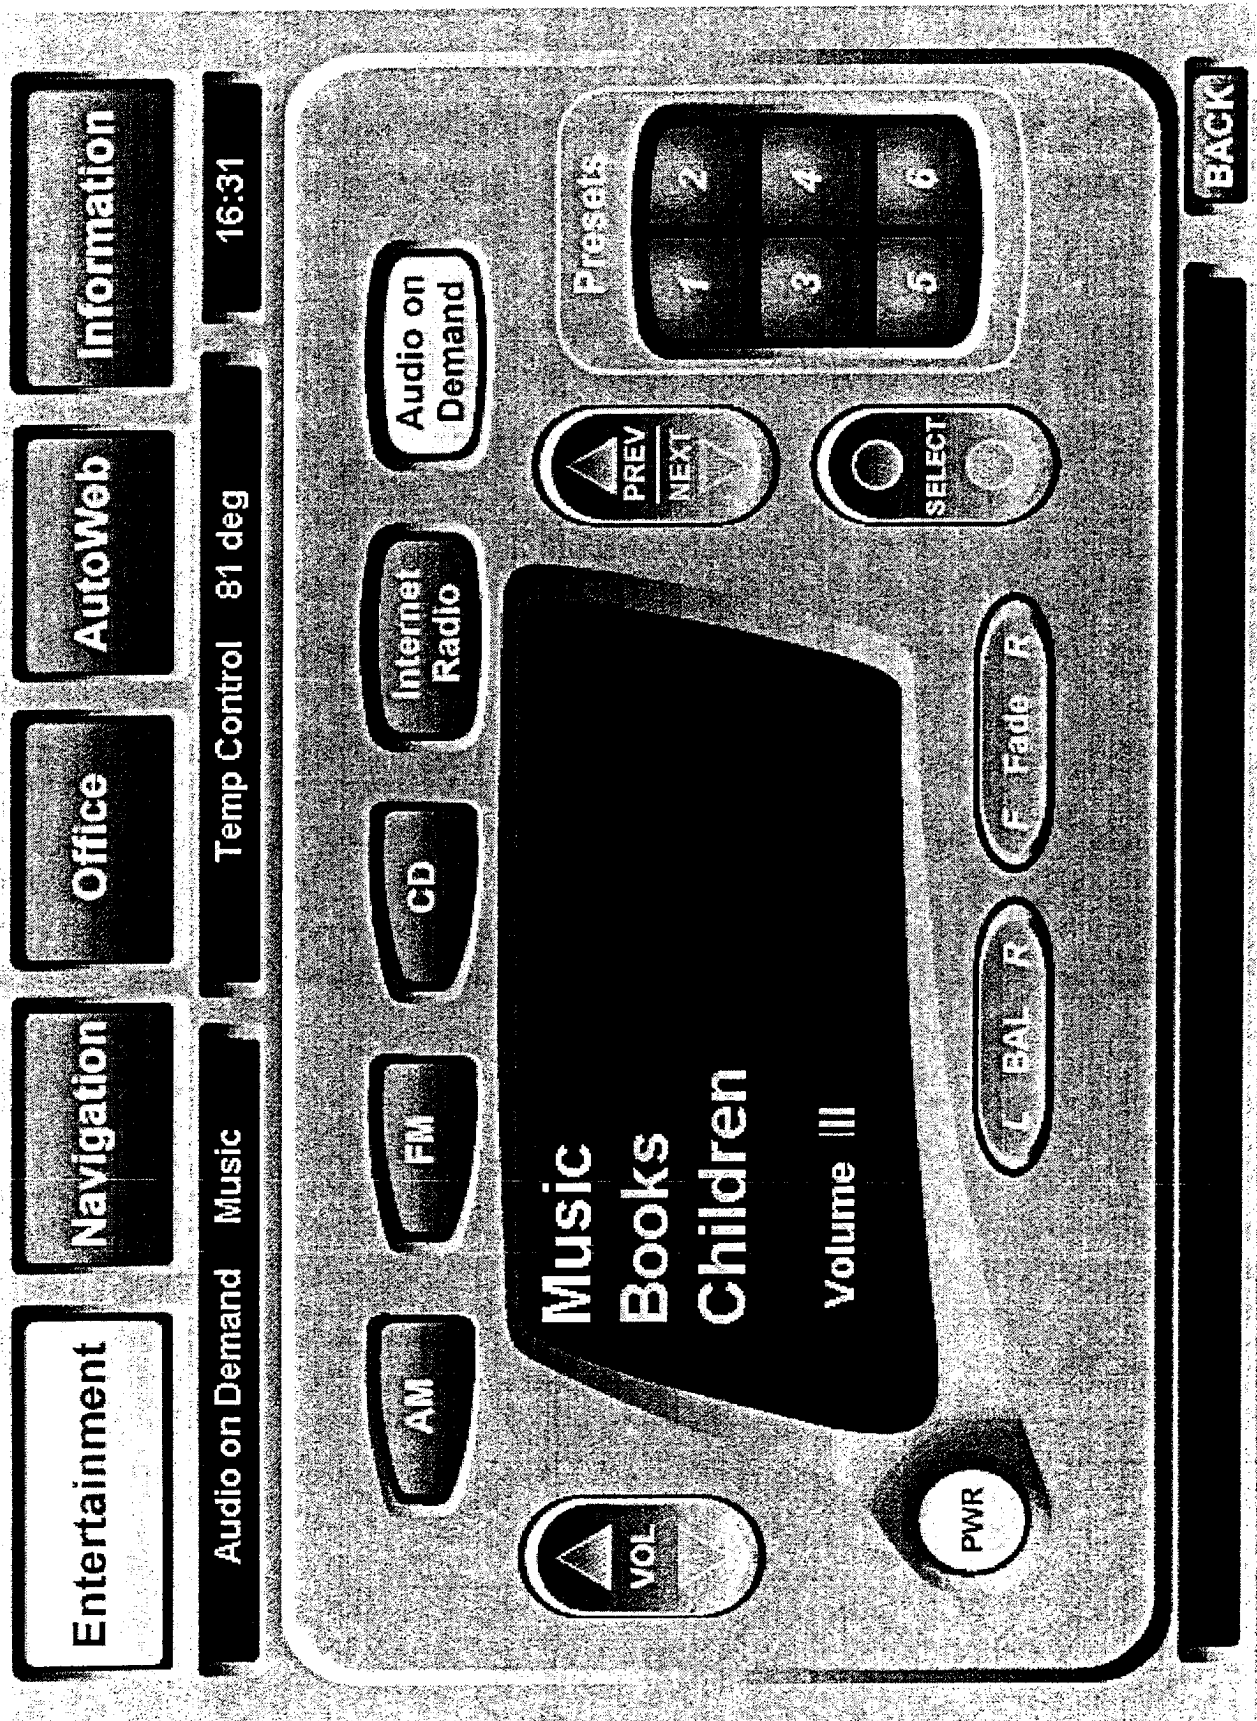 Entertainment
Navigation
Office
AutoWeb
Information
Audio on Demand Music
Temp Control 81 deg
16:31
AM
FM
CD
Internet
Radio
Audio on
Demand
VOL
Music
Books
Children
Volume |||
PREV
NEXT
SELECT
Presets
1 2
3 4
5 6
PWR
L BAL R
F Fade R
BACK